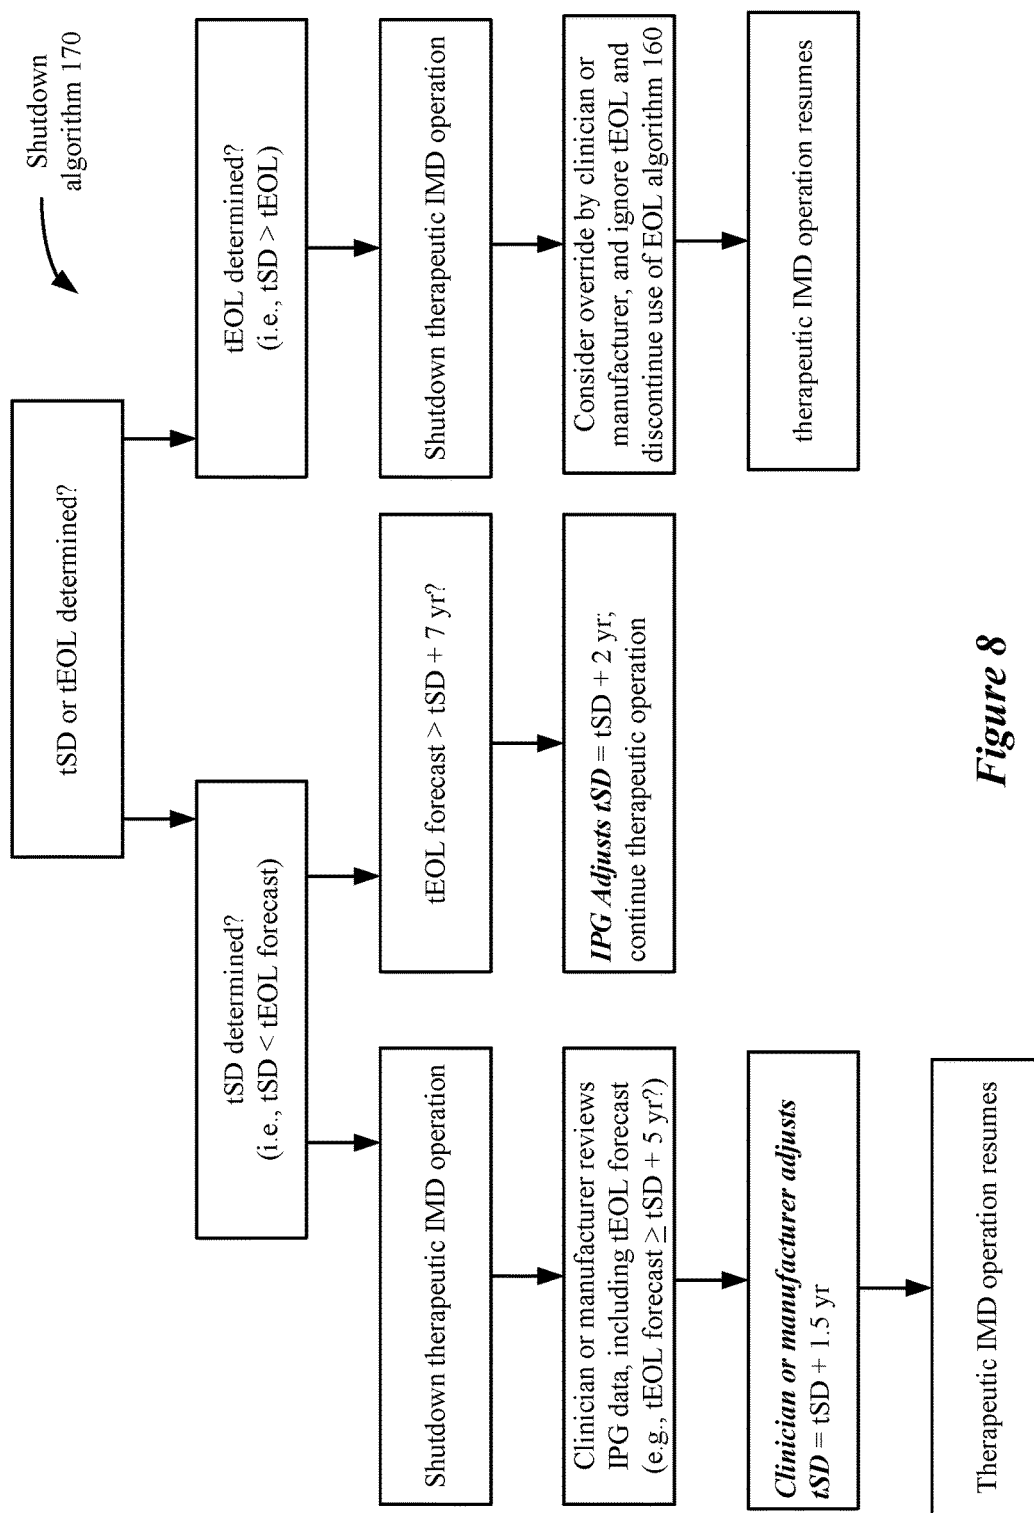 Shutdown
algorithm 170
tSD or tEOL determined?
tSD determined?
(i.e., tSD < tEOL forecast)
tEOL determined?
(i.e., tSD > tEOL)
Shutdown therapeutic IMD operation
tEOL forecast > tSD + 7 yr?
Shutdown therapeutic IMD operation
Clinician or manufacturer reviews
IPG data, including tEOL forecast
(e.g., tEOL forecast ≥ tSD + 5 yr?)
IPG Adjusts tSD = tSD + 2 yr;
continue therapeutic operation
Consider override by clinician or
manufacturer, and ignore tEOL and
discontinue use of EOL algorithm 160
Clinician or manufacturer adjusts
tSD = tSD + 1.5 yr
therapeutic IMD operation resumes
Therapeutic IMD operation resumes
Figure 8